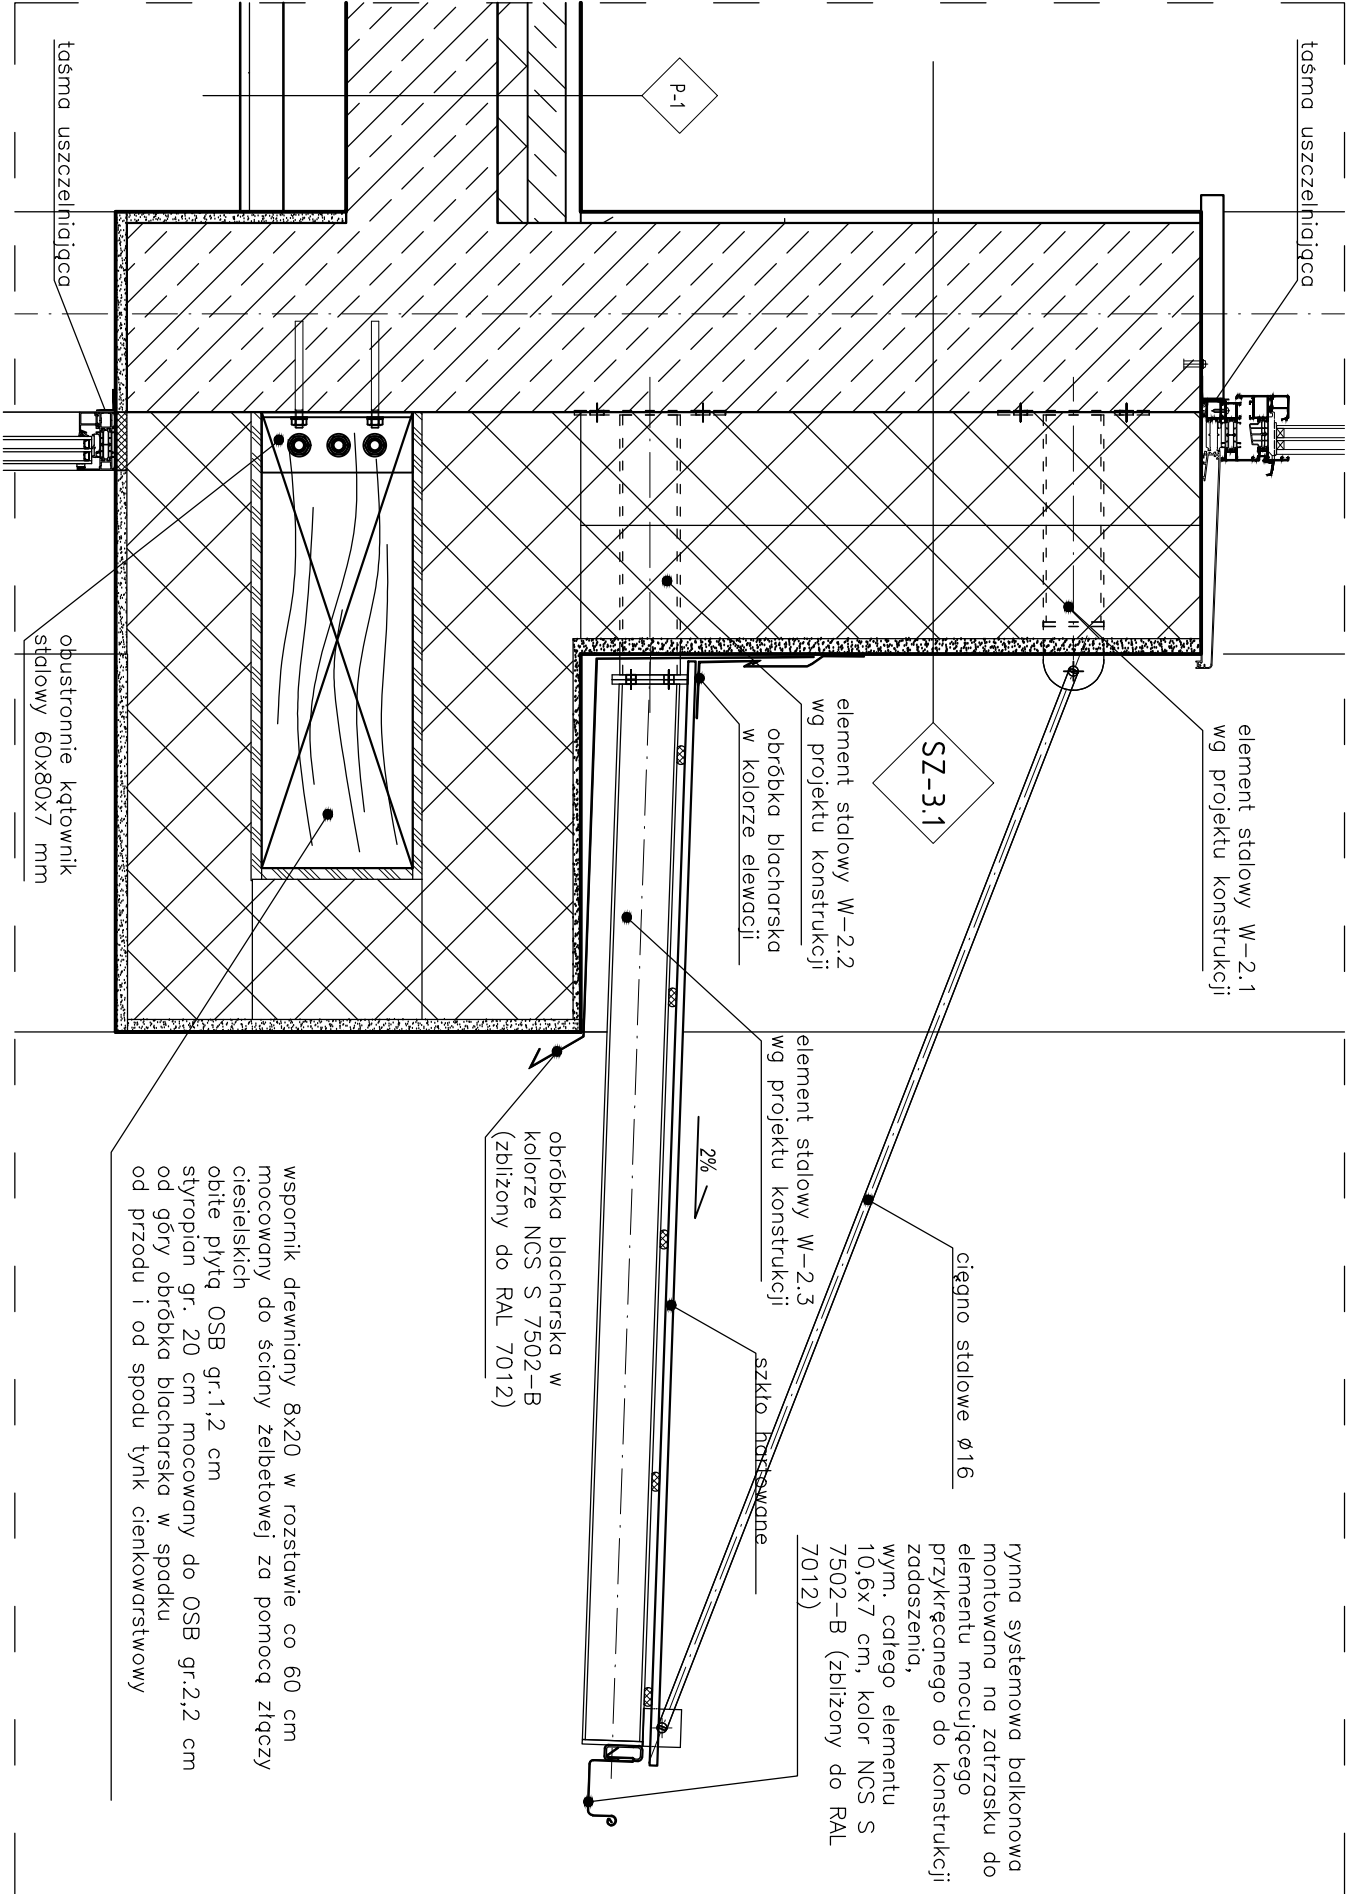 taśma uszczelniająca
P-1
taśma uszczelniająca
element stalowy W-2.1
wg projektu konstrukcji
SZ-3.1
element stalowy W-2.2
wg projektu konstrukcji
obróbka blacharska
w kolorze elewacji
obustronnie kątownik
stalowy 60x80x7 mm
element stalowy W-2.3
wg projektu konstrukcji
2%
cięgno stalowe ø16
szkło hartowane
obróbka blacharska w
kolorze NCS S 7502-B
(zbliżony do RAL 7012)
rynna systemowa balkonowa
montowana na zatrzasku do
elementu mocującego
przykręcanego do konstrukcji
zadaszenia,
wym. całego elementu
10,6x7 cm, kolor NCS S
7502-B (zbliżony do RAL
7012)
wspornik drewniany 8x20 w rozstawie co 60 cm
mocowany do ściany żelbetowej za pomocą złączy
ciesielskich
obite płytą OSB gr.1,2 cm
styropian gr. 20 cm mocowany do OSB gr.2,2 cm
od góry obróbka blacharska w spadku
od przodu i od spodu tynk cienkowarstwowy